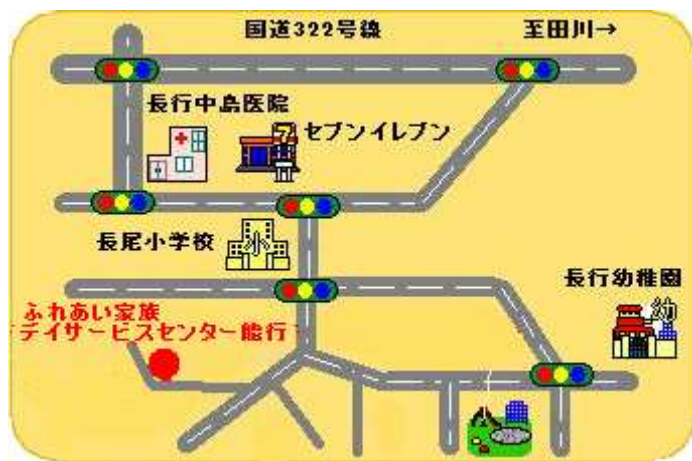 国道322号線
至田川→
長行中島医院
セブンイレブン
長尾小学校
小
長行幼稚園
幼
ふれあい家族
デイサービスセンター能行